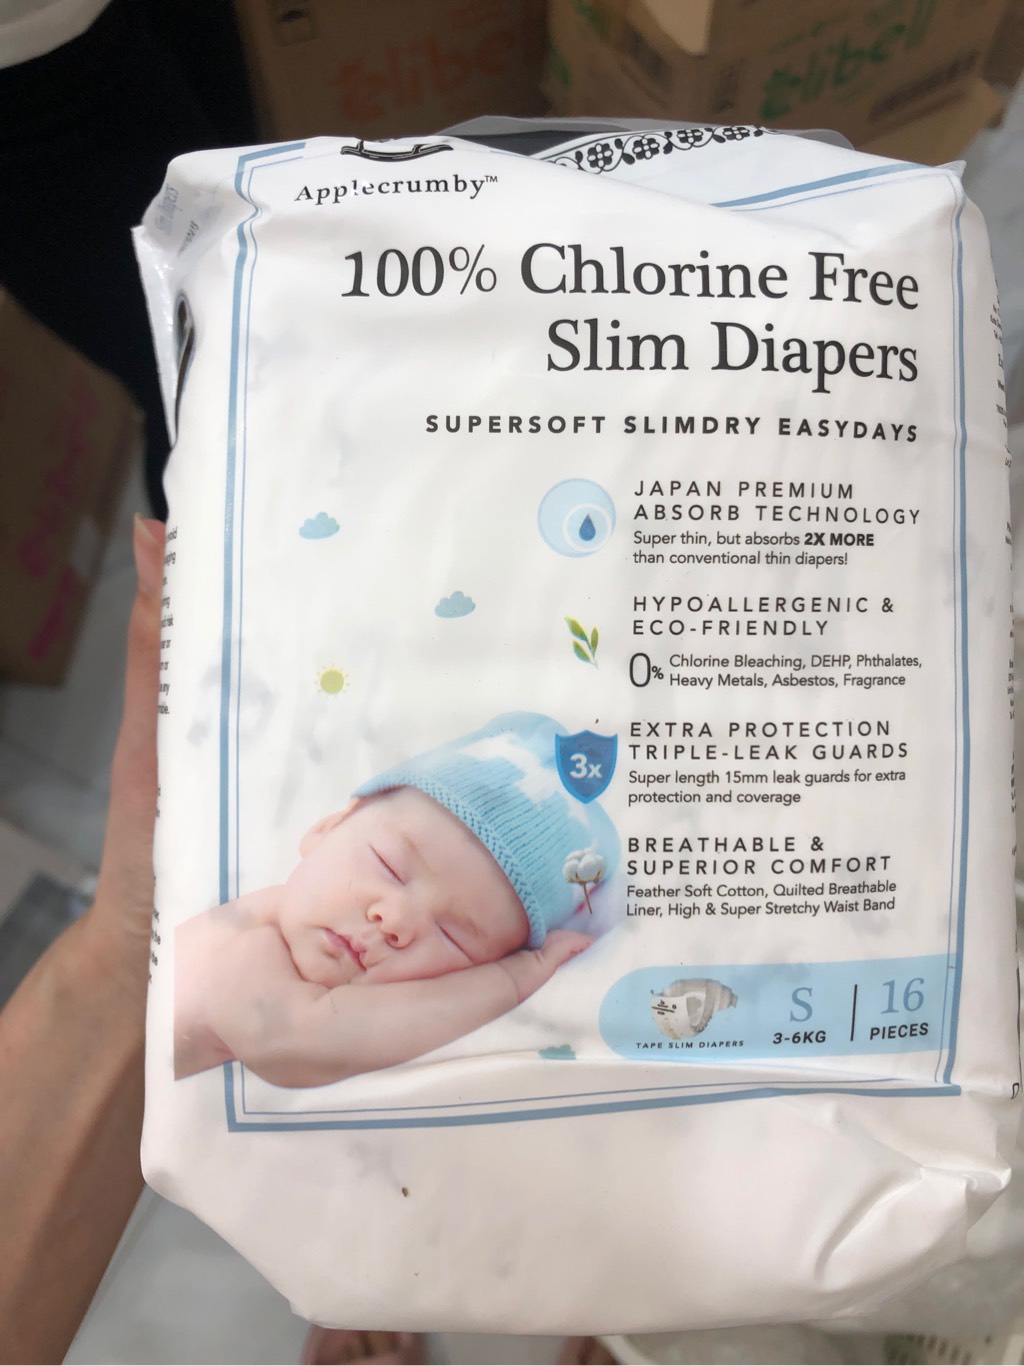 Applecrumby™
100% Chlorine Free
Slim Diapers
SUPERSOFT SLIMDRY EASYDAYS
JAPAN PREMIUM
ABSORB TECHNOLOGY
Super thin, but absorbs 2X MORE
than conventional thin diapers!
HYPOALLERGENIC &
ECO-FRIENDLY
0% Chlorine Bleaching, DEHP, Phthalates,
Heavy Metals, Asbestos, Fragrance
3x
EXTRA PROTECTION
TRIPLE-LEAK GUARDS
Super length 15mm leak guards for extra
protection and coverage
BREATHABLE &
SUPERIOR COMFORT
Feather Soft Cotton, Quilted Breathable
Liner, High & Super Stretchy Waist Band
TAPE SLIM DIAPERS
S
3-6KG
16
PIECES